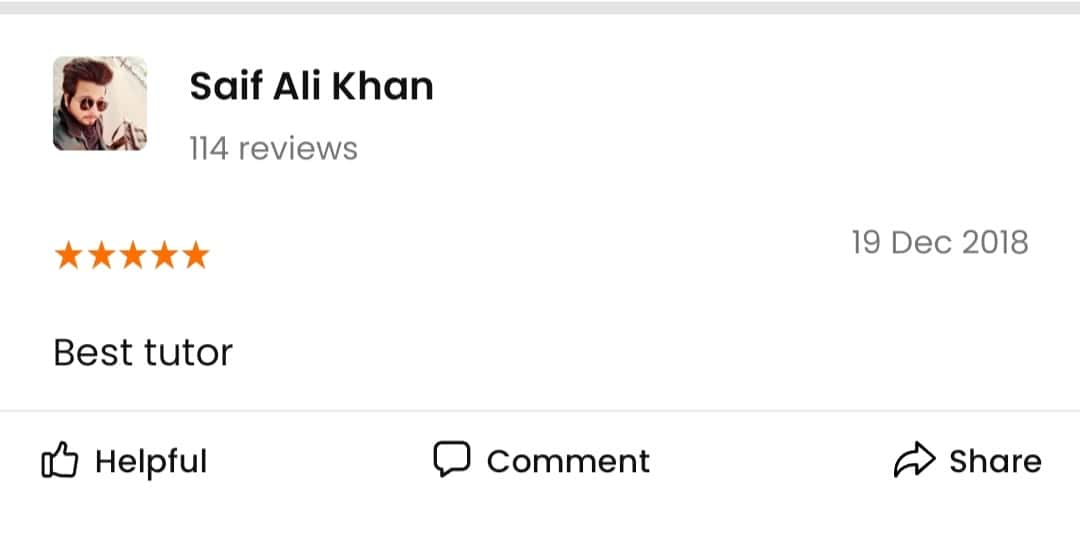 Saif Ali Khan
114 reviews
19 Dec 2018
Best tutor
Helpful
Comment
Share